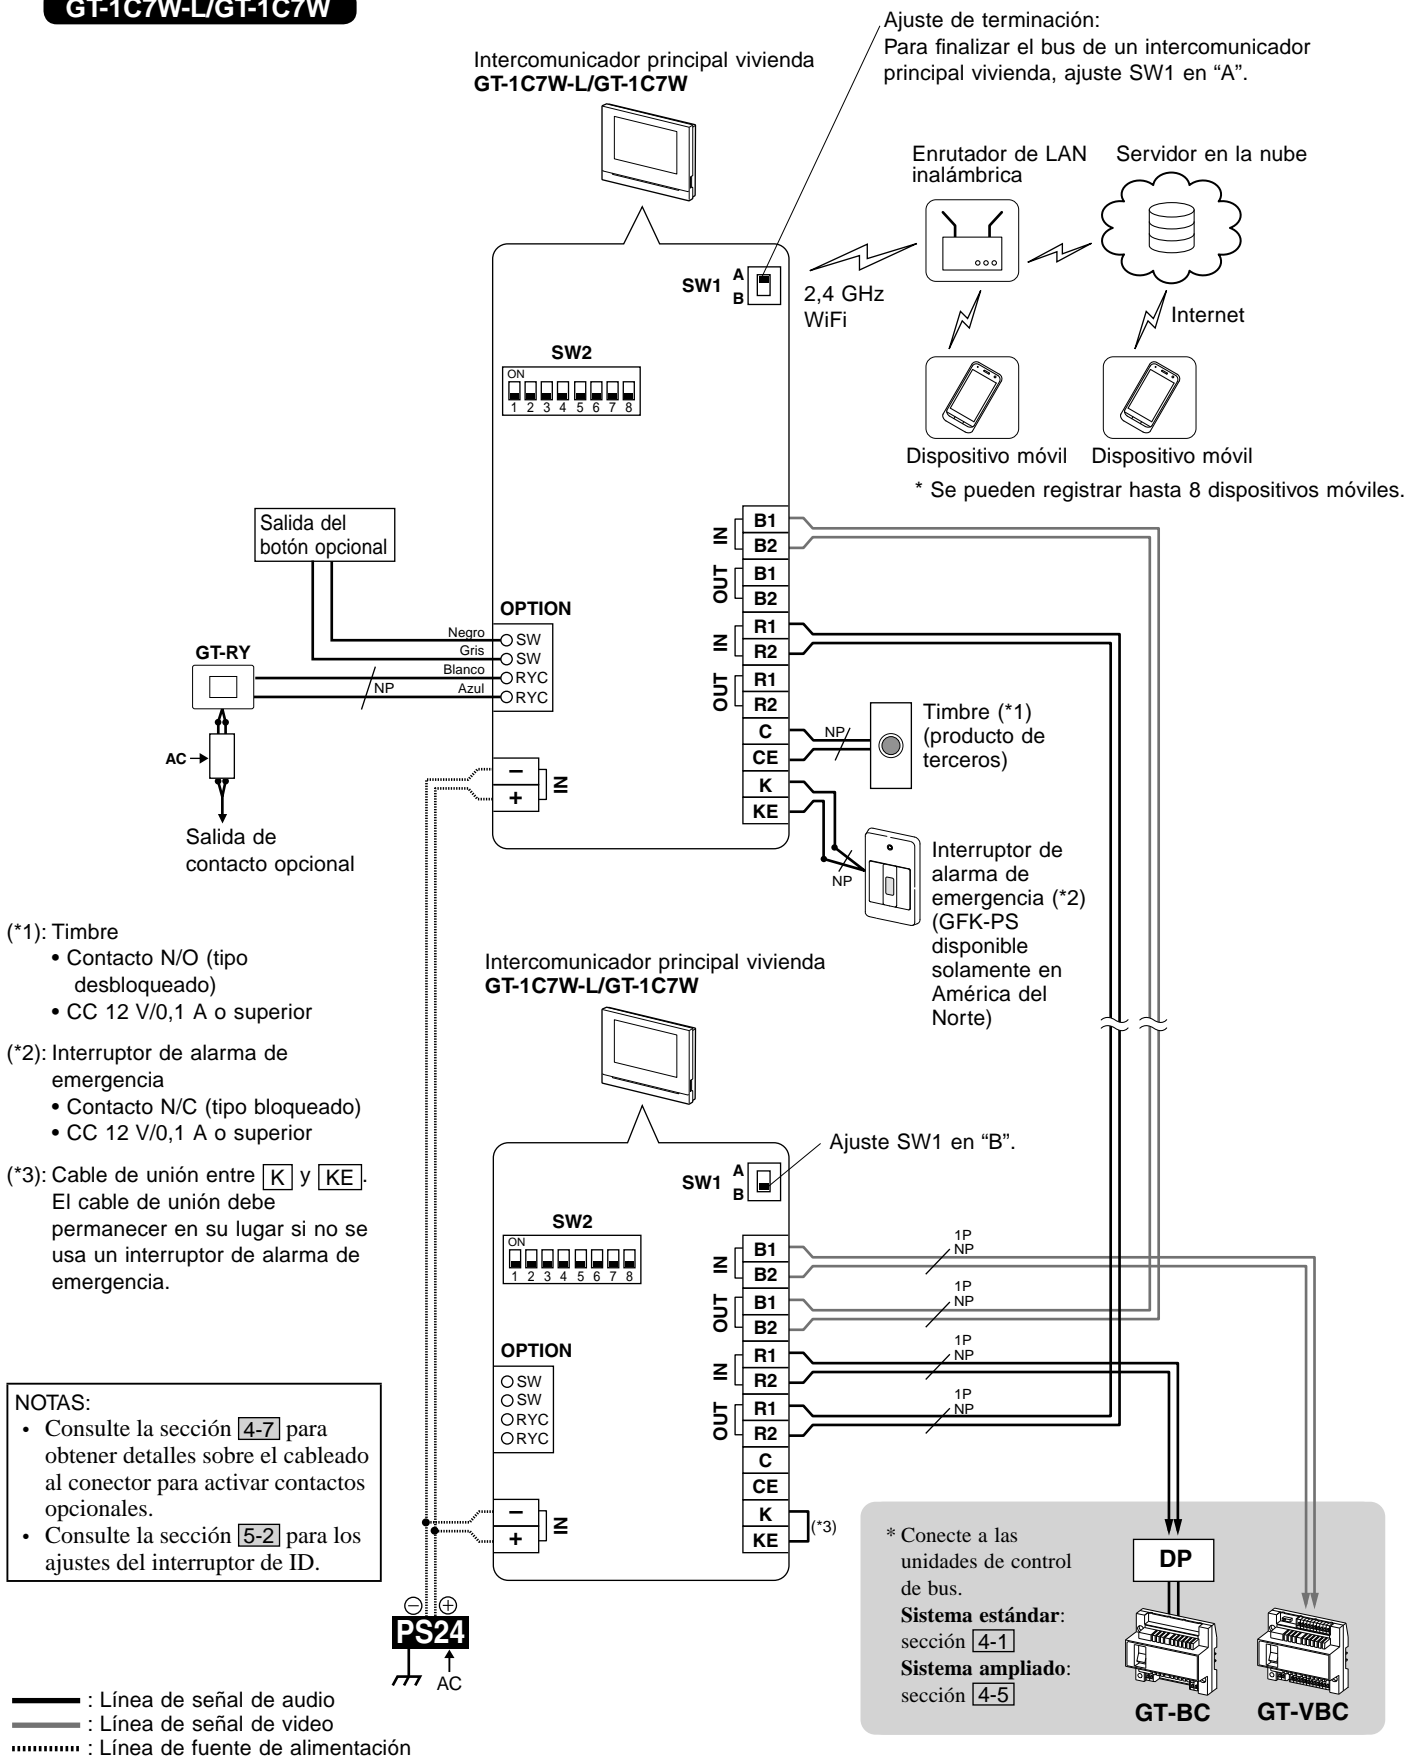 GT-1C7W-L/GT-1C7W
Ajuste de terminación:
Para finalizar el bus de un intercomunicador
principal vivienda, ajuste SW1 en “A”.
Intercomunicador principal vivienda
GT-1C7W-L/GT-1C7W
Enrutador de LAN
inalámbrica
Servidor en la nube
SW1
A
B
2,4 GHz
WiFi
Internet
SW2
ON
1 2 3 4 5 6 7 8
Dispositivo móvil
Dispositivo móvil
* Se pueden registrar hasta 8 dispositivos móviles.
Salida del
botón opcional
IN
B1
B2
OUT
B1
B2
IN
R1
R2
OUT
R1
R2
C
CE
K
KE
OPTION
Negro
SW
Gris
SW
Blanco
RYC
Azul
RYC
NP
GT-RY
AC
Salida de
contacto opcional
–
+
IN
NP
Timbre (*1)
(producto de
terceros)
NP
Interruptor de
alarma de
emergencia (*2)
(GFK-PS
disponible
solamente en
América del
Norte)
(*1): Timbre
• Contacto N/O (tipo
desbloqueado)
• CC 12 V/0,1 A o superior
(*2): Interruptor de alarma de
emergencia
• Contacto N/C (tipo bloqueado)
• CC 12 V/0,1 A o superior
(*3): Cable de unión entre K y KE.
El cable de unión debe
permanecer en su lugar si no se
usa un interruptor de alarma de
emergencia.
Intercomunicador principal vivienda
GT-1C7W-L/GT-1C7W
Ajuste SW1 en “B”.
SW1
A
B
SW2
ON
1 2 3 4 5 6 7 8
IN
B1
B2
OUT
B1
B2
IN
R1
R2
OUT
R1
R2
C
CE
K
KE
(*3)
1P
NP
1P
NP
1P
NP
1P
NP
OPTION
SW
SW
RYC
RYC
–
+
IN
NOTAS:
• Consulte la sección 4-7 para
obtener detalles sobre el cableado
al conector para activar contactos
opcionales.
• Consulte la sección 5-2 para los
ajustes del interruptor de ID.
− +
PS24
AC
* Conecte a las
unidades de control
de bus.
Sistema estándar:
sección 4-1
Sistema ampliado:
sección 4-5
DP
GT-BC
GT-VBC
: Línea de señal de audio
: Línea de señal de video
: Línea de fuente de alimentación